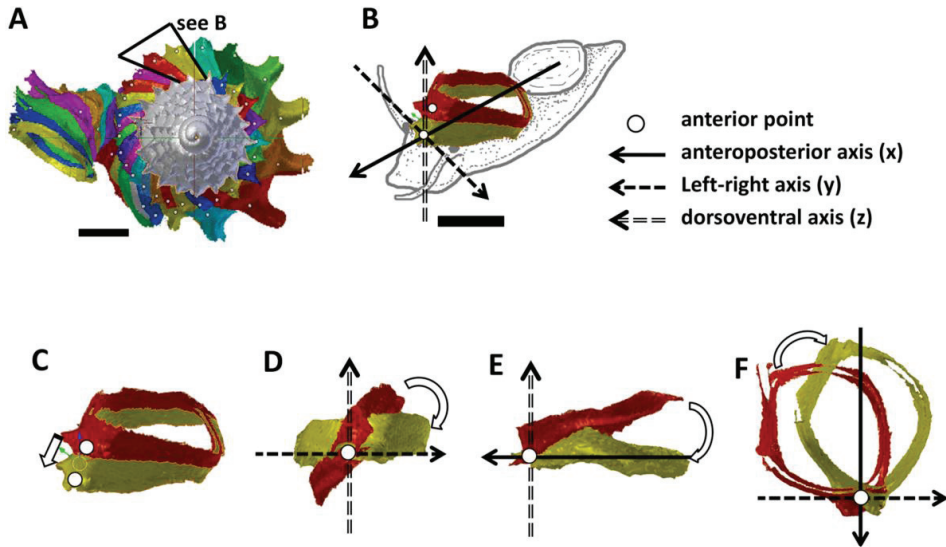 A
see B
B
anterior point
anteroposterior axis (x)
Left-right axis (y)
dorsoventral axis (z)
C
D
E
F